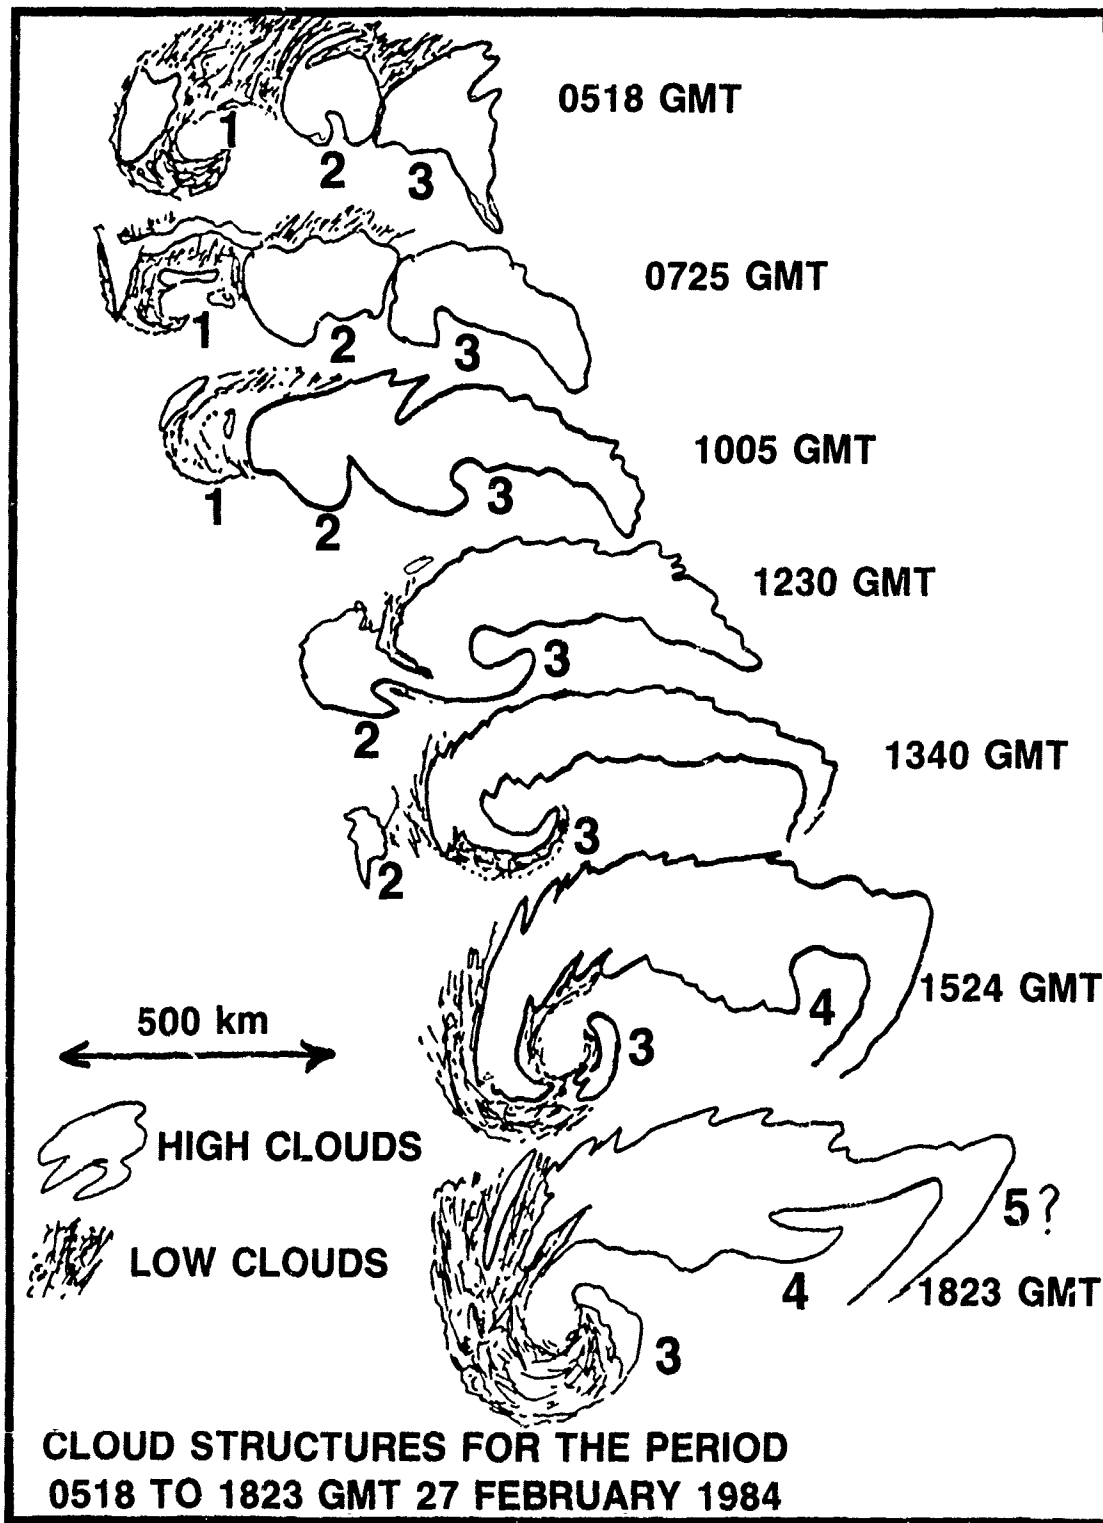 0518 GMT
1
2
3
0725 GMT
1
2
3
1005 GMT
1
2
3
1230 GMT
3
2
1340 GMT
3
2
1524 GMT
4
3
500 km
HIGH CLOUDS
LOW CLOUDS
5?
4
1823 GMT
3
CLOUD STRUCTURES FOR THE PERIOD
0518 TO 1823 GMT 27 FEBRUARY 1984